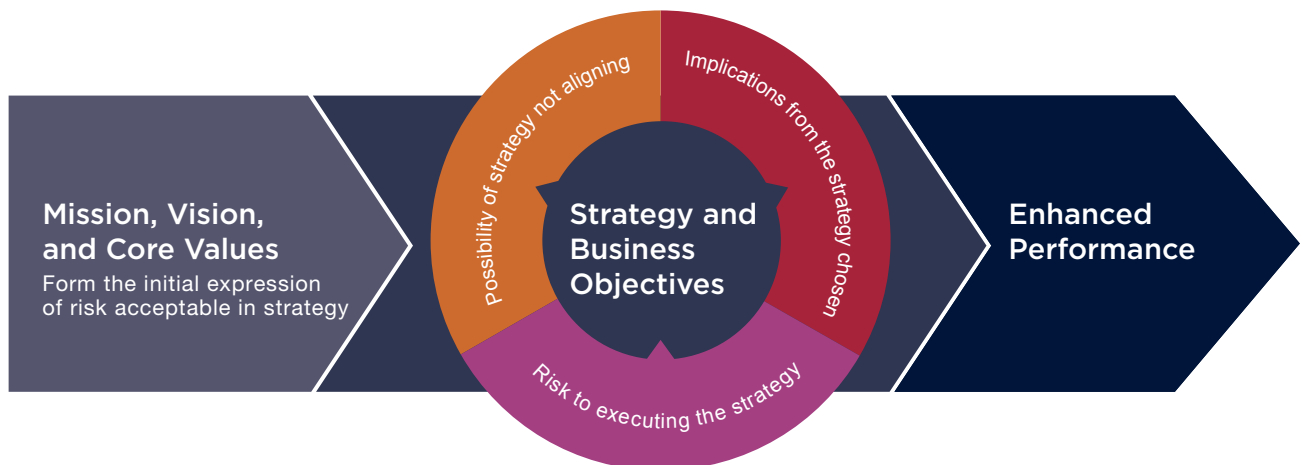 Mission, Vision,
and Core Values
Form the initial expression
of risk acceptable in strategy
Possibility of strategy not aligning
Implications from the strategy chosen
Strategy and
Business
Objectives
Risk to executing the strategy
Enhanced
Performance